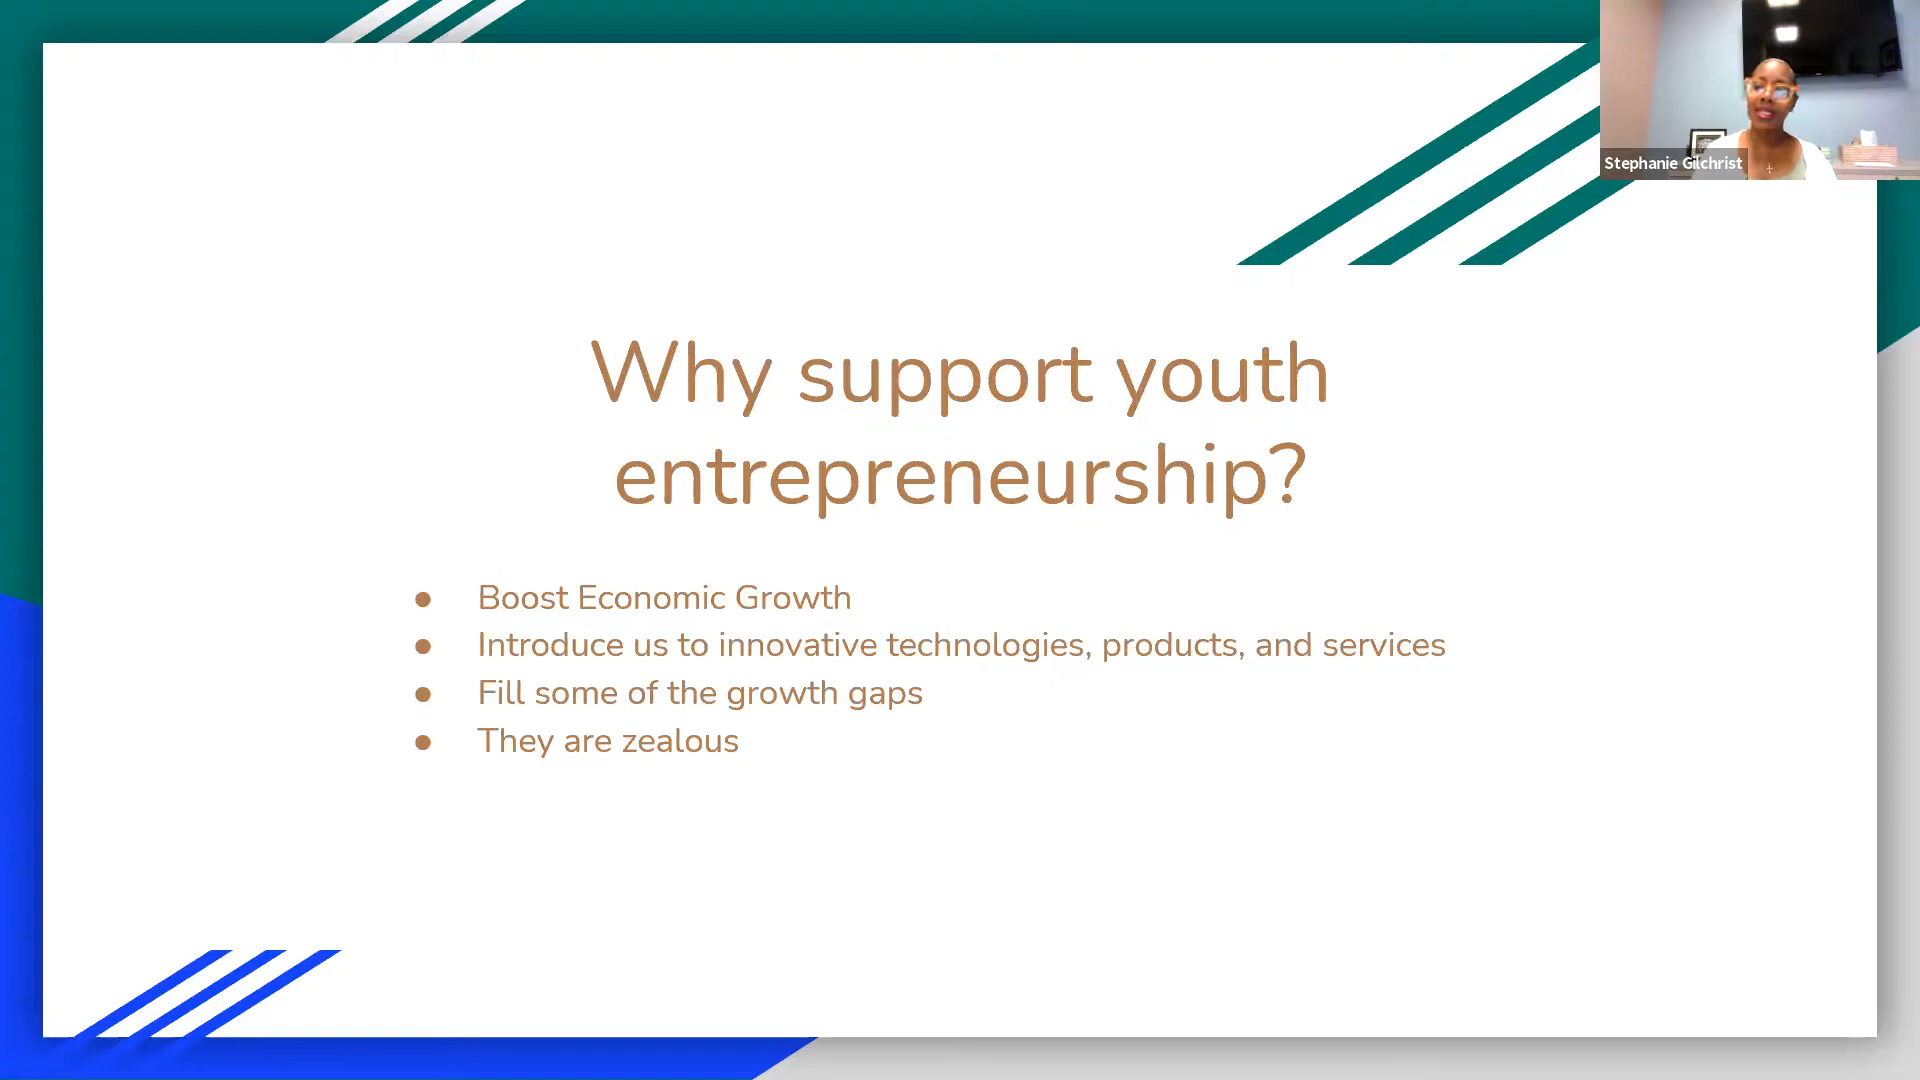 Stephanie Gilchrist
Why support youth
entrepreneurship?
● Boost Economic Growth
● Introduce us to innovative technologies, products, and services
● Fill some of the growth gaps
● They are zealous